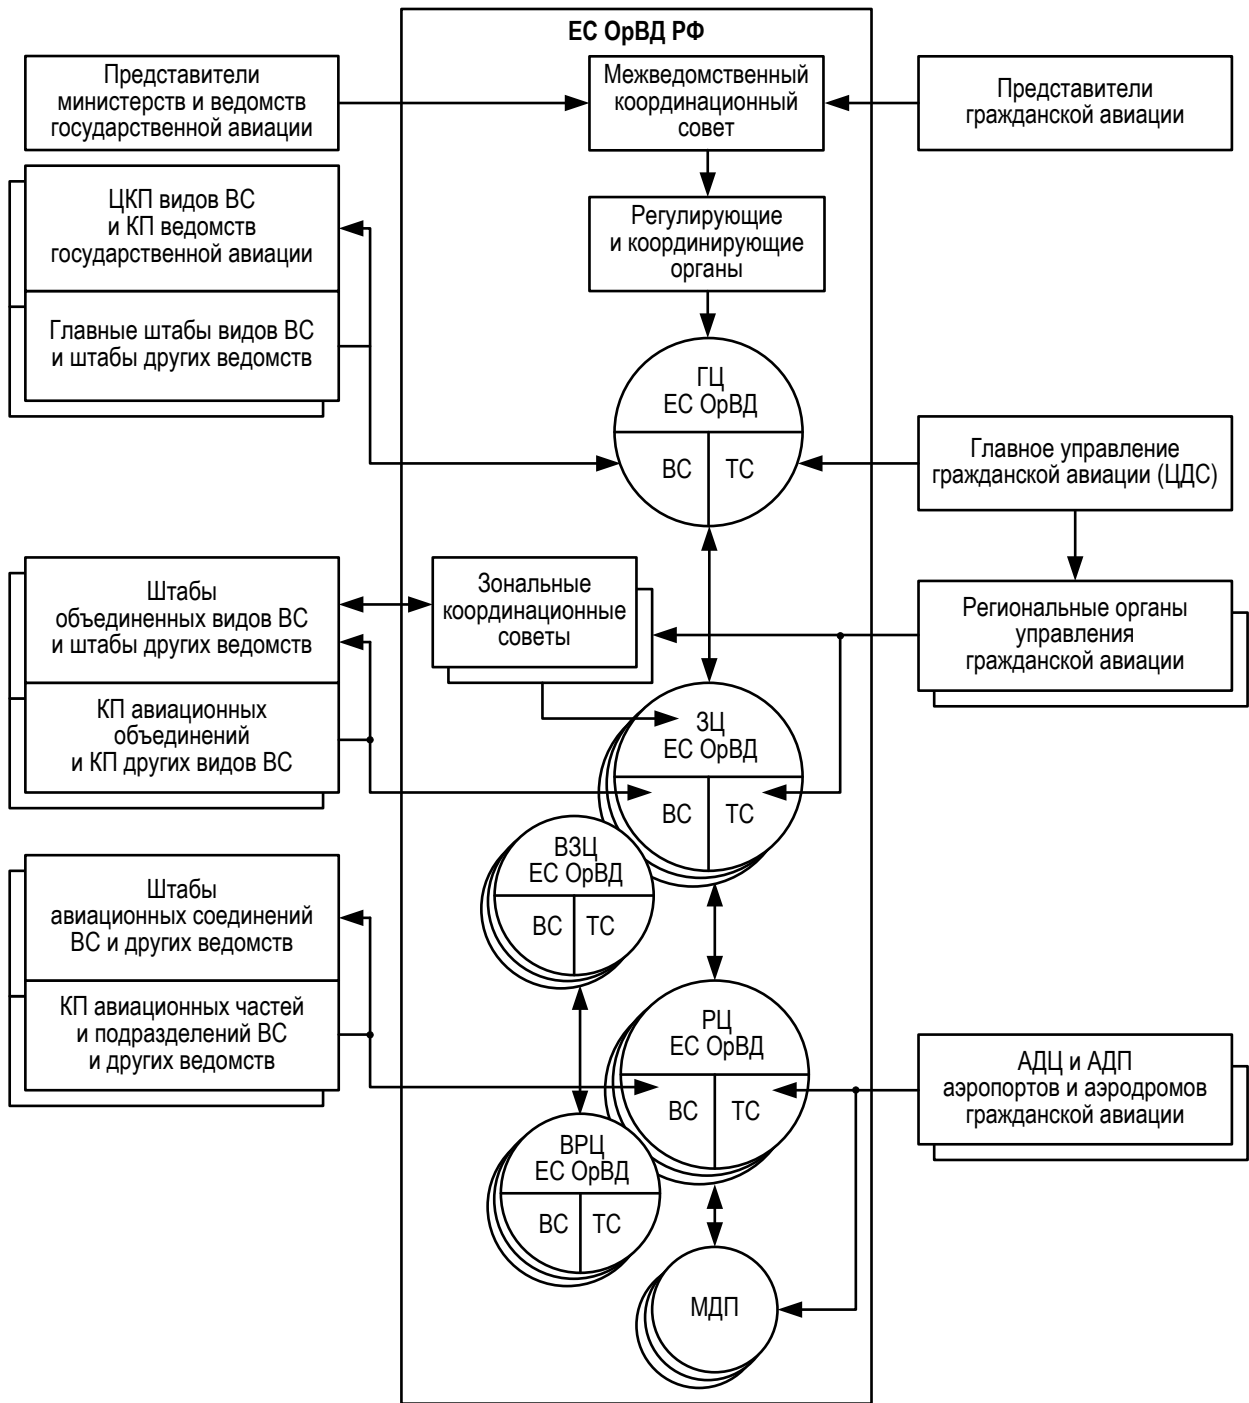 ЕС ОрВД РФ
Представители
министерств и ведомств
государственной авиации
Межведомственный
координационный
совет
Представители
гражданской авиации
ЦКП видов ВС
и КП ведомств
государственной авиации
Регулирующие
и координирующие
органы
Главные штабы видов ВС
и штабы других ведомств
ГЦ
ЕС ОрВД
ВС
ТС
Главное управление
гражданской авиации (ЦДС)
Штабы
объединенных видов ВС
и штабы других ведомств
Зональные
координационные
советы
Региональные органы
управления
гражданской авиации
КП авиационных
объединений
и КП других видов ВС
ЗЦ
ЕС ОрВД
ВС
ТС
ВЗЦ
ЕС ОрВД
ВС
ТС
Штабы
авиационных соединений
ВС и других ведомств
КП авиационных частей
и подразделений ВС
и других ведомств
РЦ
ЕС ОрВД
ВС
ТС
АДЦ и АДП
аэропортов и аэродромов
гражданской авиации
ВРЦ
ЕС ОрВД
ВС
ТС
МДП